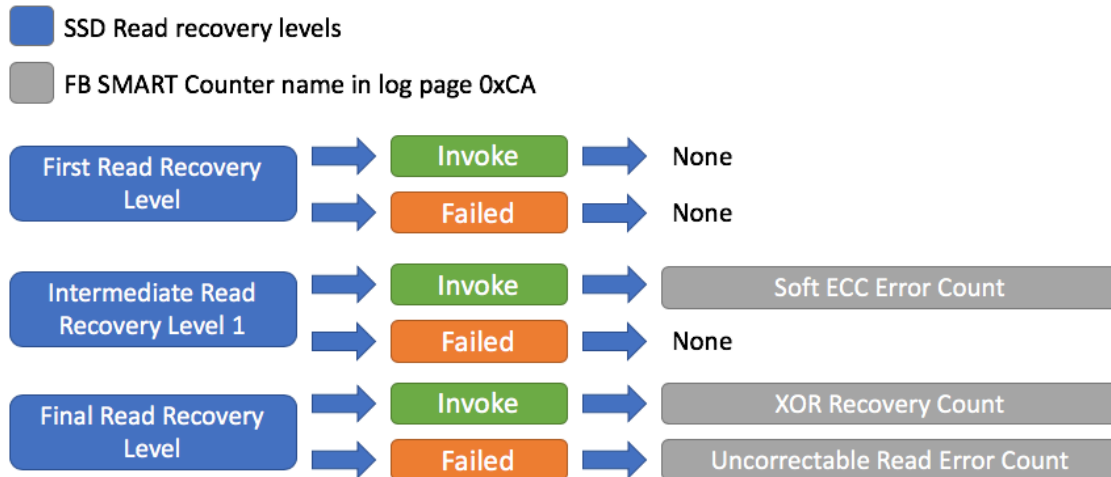 SSD Read recovery levels
FB SMART Counter name in log page 0xCA
First Read Recovery
Level
Invoke
None
Failed
None
Intermediate Read
Recovery Level 1
Invoke
Soft ECC Error Count
Failed
None
Final Read Recovery
Level
Invoke
XOR Recovery Count
Failed
Uncorrectable Read Error Count